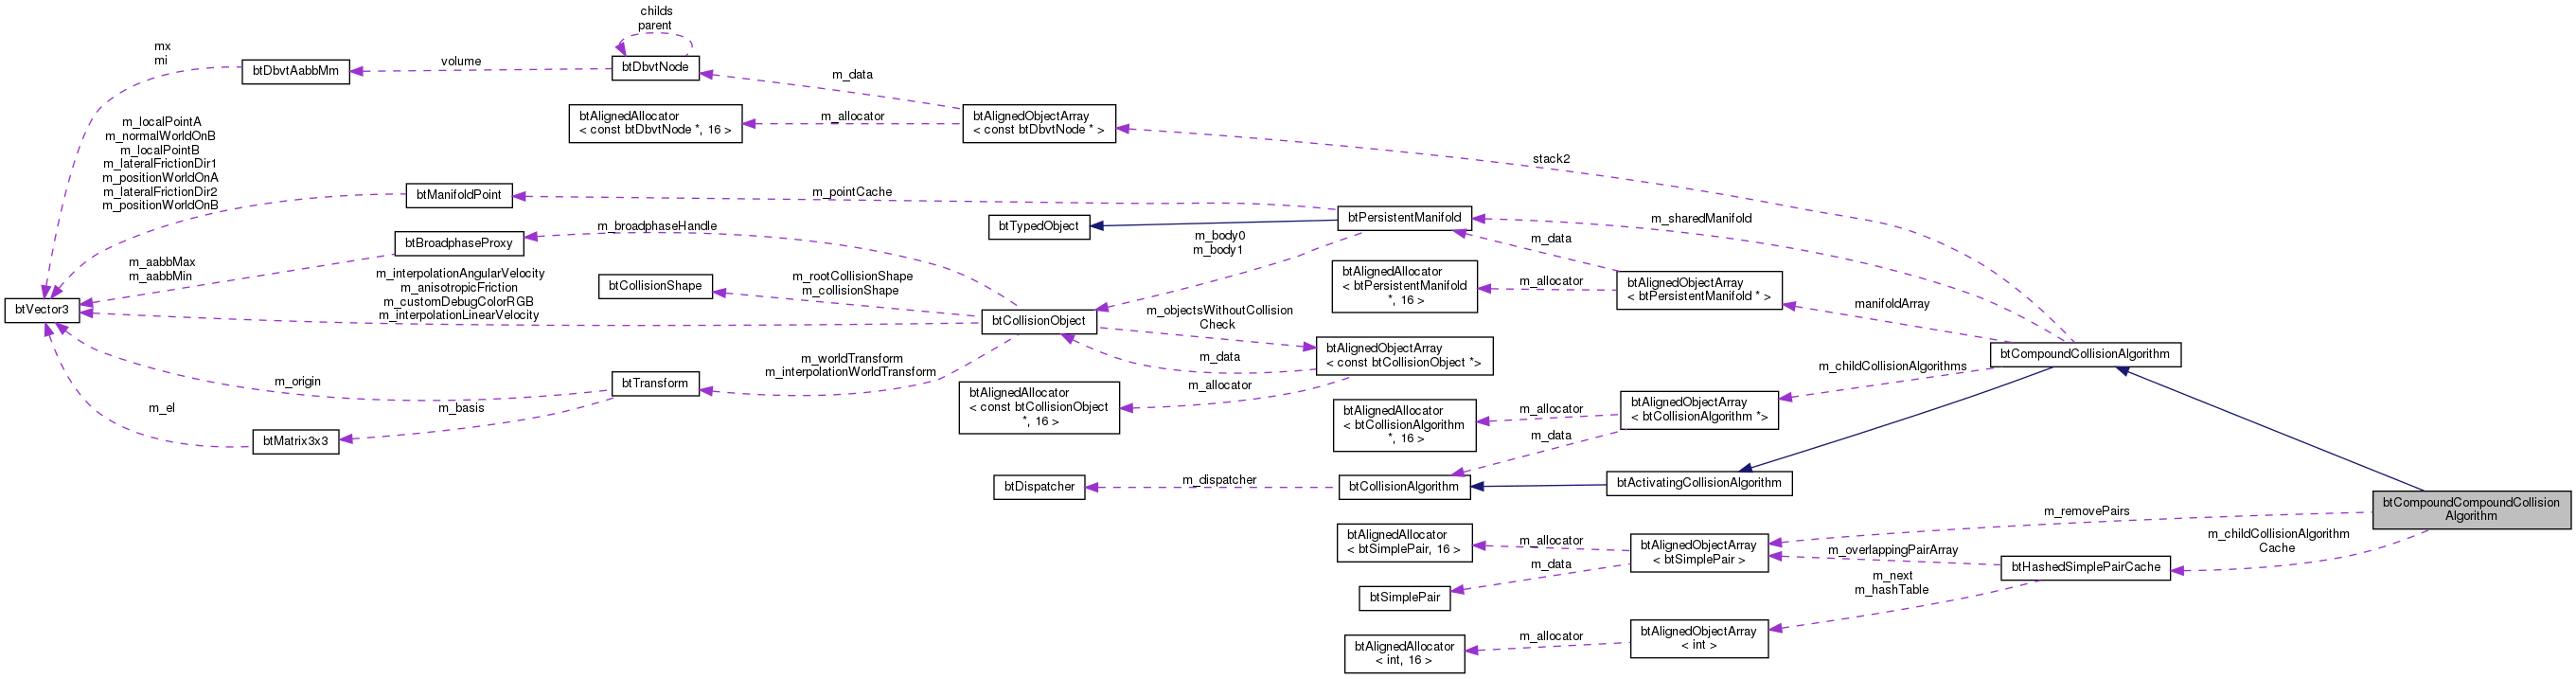 childs
parent
mx
mi
btDbvtAabbMm
volume
btDbvtNode
m_data
btAlignedAllocator
< const btDbvtNode *, 16 >
m_allocator
btAlignedObjectArray
< const btDbvtNode * >
stack2
m_localPointA
m_normalWorldOnB
m_localPointB
m_lateralFrictionDir1
m_positionWorldOnA
m_lateralFrictionDir2
m_positionWorldOnB
btManifoldPoint
m_pointCache
btTypedObject
btPersistentManifold
m_sharedManifold
btBroadphaseProxy
m_broadphaseHandle
m_body0
m_body1
m_data
m_aabbMax
m_aabbMin
m_interpolationAngularVelocity
m_anisotropicFriction
m_customDebugColorRGB
m_interpolationLinearVelocity
btCollisionShape
m_rootCollisionShape
m_collisionShape
btAlignedAllocator
< btPersistentManifold
*, 16 >
m_allocator
btAlignedObjectArray
< btPersistentManifold * >
manifoldArray
btVector3
btCollisionObject
m_objectsWithoutCollision
Check
m_data
btAlignedObjectArray
< const btCollisionObject *>
btCompoundCollisionAlgorithm
m_origin
btTransform
m_worldTransform
m_interpolationWorldTransform
m_allocator
m_childCollisionAlgorithms
m_el
m_basis
btMatrix3x3
btAlignedAllocator
< const btCollisionObject
*, 16 >
btAlignedAllocator
< btCollisionAlgorithm
*, 16 >
m_allocator
m_data
btAlignedObjectArray
< btCollisionAlgorithm *>
btDispatcher
m_dispatcher
btCollisionAlgorithm
btActivatingCollisionAlgorithm
btCompoundCompoundCollision
Algorithm
m_removePairs
btAlignedAllocator
< btSimplePair, 16 >
m_allocator
m_data
btAlignedObjectArray
< btSimplePair >
m_overlappingPairArray
m_childCollisionAlgorithm
Cache
btHashedSimplePairCache
btSimplePair
m_next
m_hashTable
btAlignedAllocator
< int, 16 >
m_allocator
btAlignedObjectArray
< int >